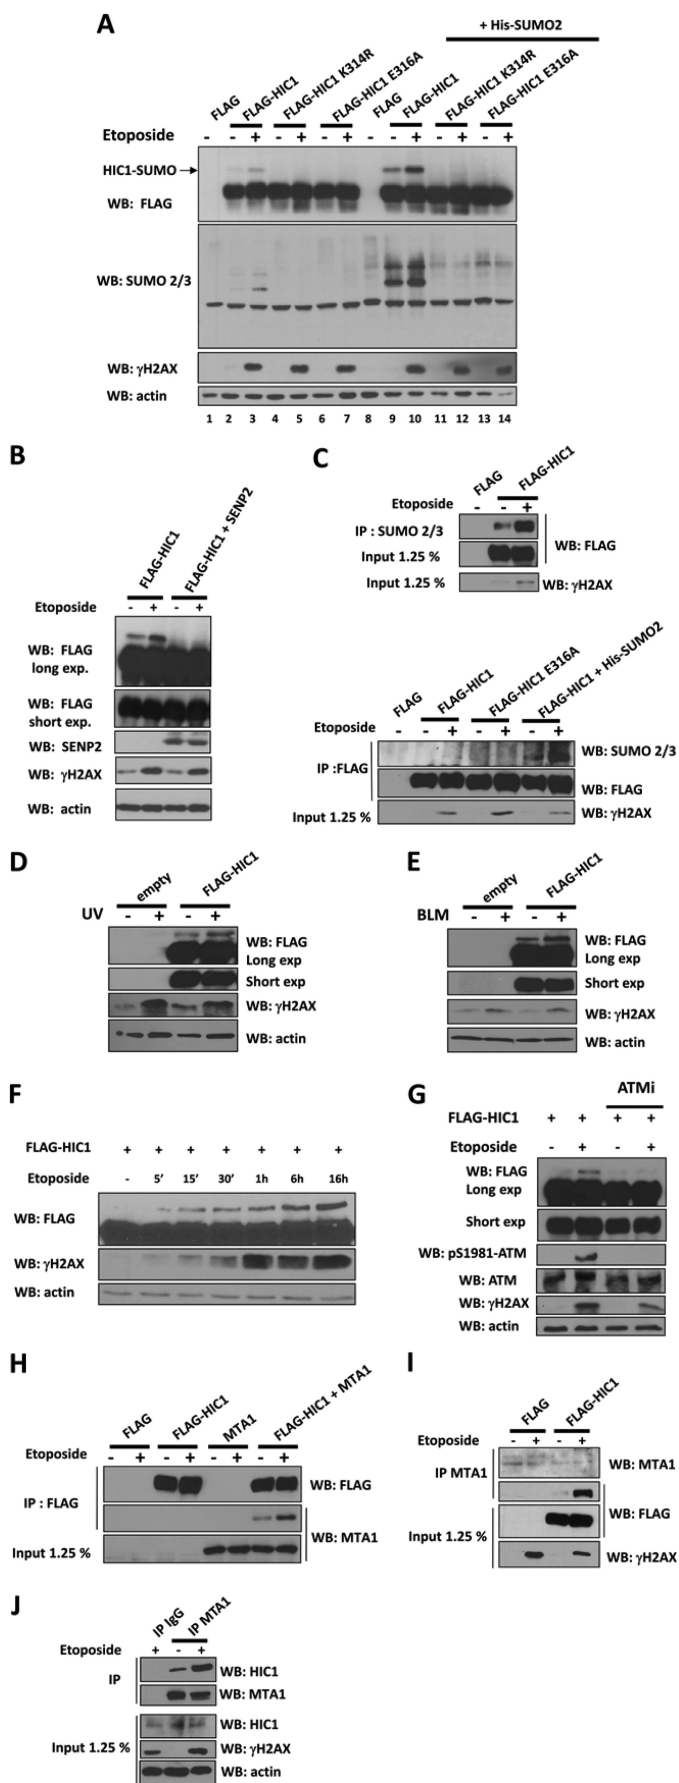 A
+ His-SUMO2
FLAG FLAG-HIC1 FLAG-HIC1 K314R FLAG-HIC1 E316A FLAG FLAG-HIC1 FLAG-HIC1 K314R FLAG-HIC1 E316A
Etoposide - - + - + - + - - + - + - +
HIC1-SUMO
WB: FLAG
WB: SUMO 2/3
WB: γH2AX
WB: actin
1 2 3 4 5 6 7 8 9 10 11 12 13 14
B
FLAG-HIC1 FLAG-HIC1 + SENP2
Etoposide - + - +
WB: FLAG
long exp.
WB: FLAG
short exp.
WB: SENP2
WB: γH2AX
WB: actin
C
FLAG FLAG-HIC1
Etoposide - - +
IP : SUMO 2/3
Input 1.25 %
WB: FLAG
Input 1.25 % WB: γH2AX
FLAG FLAG-HIC1 FLAG-HIC1 E316A FLAG-HIC1 + His-SUMO2
Etoposide - - + - + - +
WB: SUMO 2/3
IP :FLAG
WB: FLAG
Input 1.25 % WB: γH2AX
D
empty FLAG-HIC1
UV - + - +
WB: FLAG
Long exp
Short exp
WB: γH2AX
WB: actin
E
empty FLAG-HIC1
BLM - + - +
WB: FLAG
Long exp
Short exp
WB: γH2AX
WB: actin
F
FLAG-HIC1 + + + + + + +
Etoposide - 5' 15' 30' 1h 6h 16h
WB: FLAG
WB: γH2AX
WB: actin
G
ATMi
FLAG-HIC1 + + + +
Etoposide - + - +
WB: FLAG
Long exp
Short exp
WB: pS1981-ATM
WB: ATM
WB: γH2AX
WB: actin
H
FLAG FLAG-HIC1 MTA1 FLAG-HIC1 + MTA1
Etoposide - + - + - + - +
IP : FLAG
WB: FLAG
WB: MTA1
Input 1.25 %
I
FLAG FLAG-HIC1
Etoposide - + - +
IP MTA1
WB: MTA1
WB: FLAG
Input 1.25 %
WB: γH2AX
J
IP IgG IP MTA1
Etoposide + - +
IP
WB: HIC1
WB: MTA1
WB: HIC1
Input 1.25 % WB: γH2AX
WB: actin